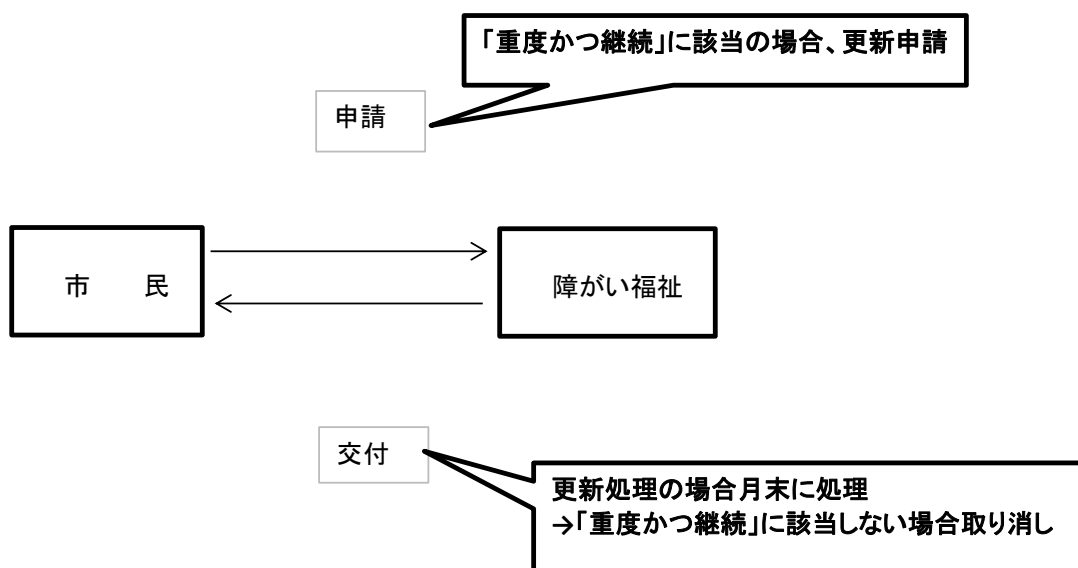 「重度かつ継続」に該当の場合、更新申請
申請
市　　民
障がい福祉
交付
更新処理の場合月末に処理
→「重度かつ継続」に該当しない場合取り消し